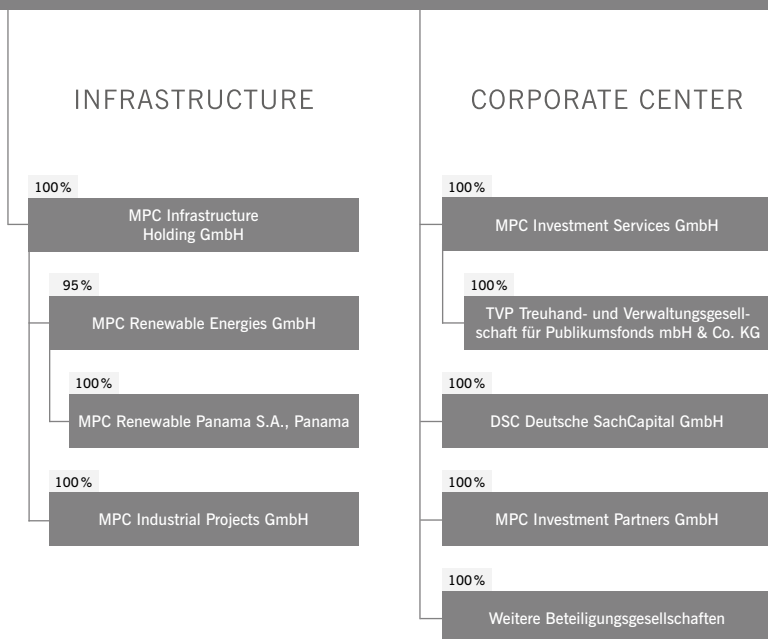 INFRASTRUCTURE
100%
MPC Infrastructure
Holding GmbH
95%
MPC Renewable Energies GmbH
100%
MPC Renewable Panama S.A., Panama
100%
MPC Industrial Projects GmbH
CORPORATE CENTER
100%
MPC Investment Services GmbH
100%
TVP Treuhand- und Verwaltungsgesell-
schaft für Publikumsfonds mbH & Co. KG
100%
DSC Deutsche SachCapital GmbH
100%
MPC Investment Partners GmbH
100%
Weitere Beteiligungsgesellschaften